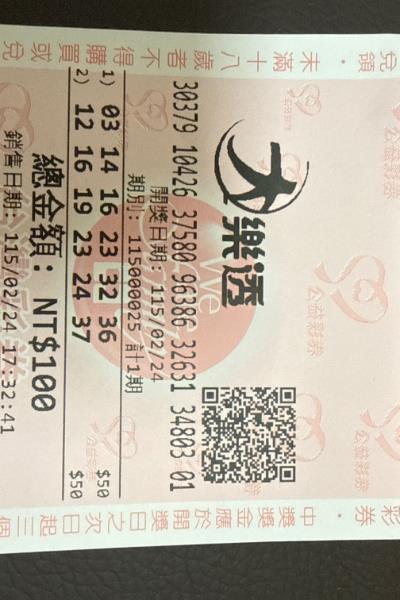 未滿十八歲者不得購買或兌領
大樂透
30379 10426 37580 96386 32631 34803 01
開獎日期: 115/02/24
期別: 115000025 計1期
1) 03 14 16 23 32 36 $50
2) 12 16 19 23 24 37 $50
總金額: NT$100
銷售日期: 115/02/24 17:32:41
公益彩券
中獎獎金應於開獎日之次日起三個